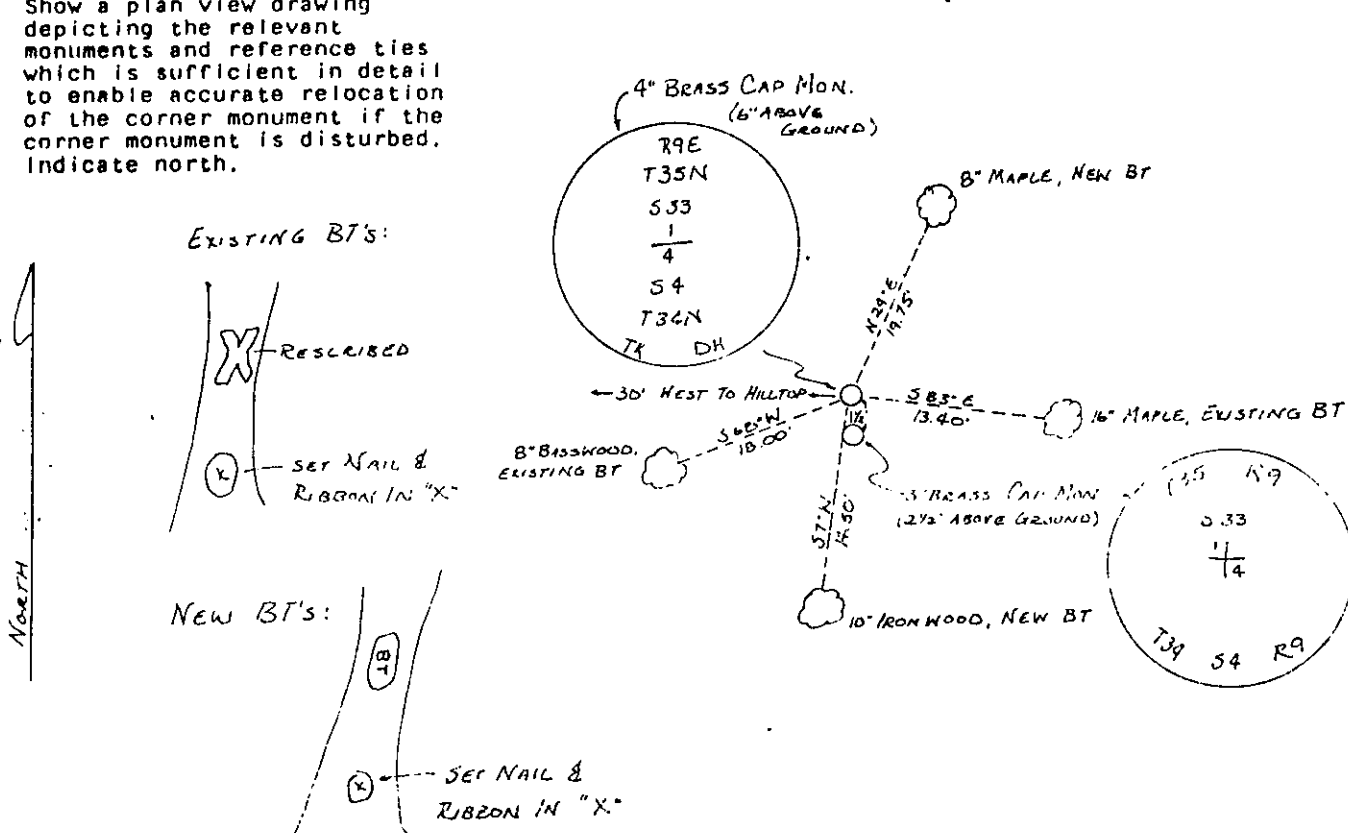 Show a plan view drawing
depicting the relevant
monuments and reference ties
which is sufficient in detail
to enable accurate relocation
of the corner monument if the
corner monument is disturbed.
Indicate north.
4" BRASS CAP MON.
(6" ABOVE
GROUND)
R9E
T35N
S33
1
4
S4
T34N
TK DH
8" MAPLE, NEW BT
EXISTING BT'S:
RESCRIBED
SET NAIL &
RIBBON IN "X"
NORTH
N 29° E
19.75'
30' WEST TO HILLTOP
S 83° E
13.40'
16" MAPLE, EXISTING BT
8" BASSWOOD,
EXISTING BT
18.00'
1½
3" BRASS CAP MON
(2½" ABOVE GROUND)
S 7° W
14.50'
10" IRONWOOD, NEW BT
T35 R9
S33
1
4
T34 S4 R9
NEW BT'S:
BT
X
SET NAIL &
RIBBON IN "X"